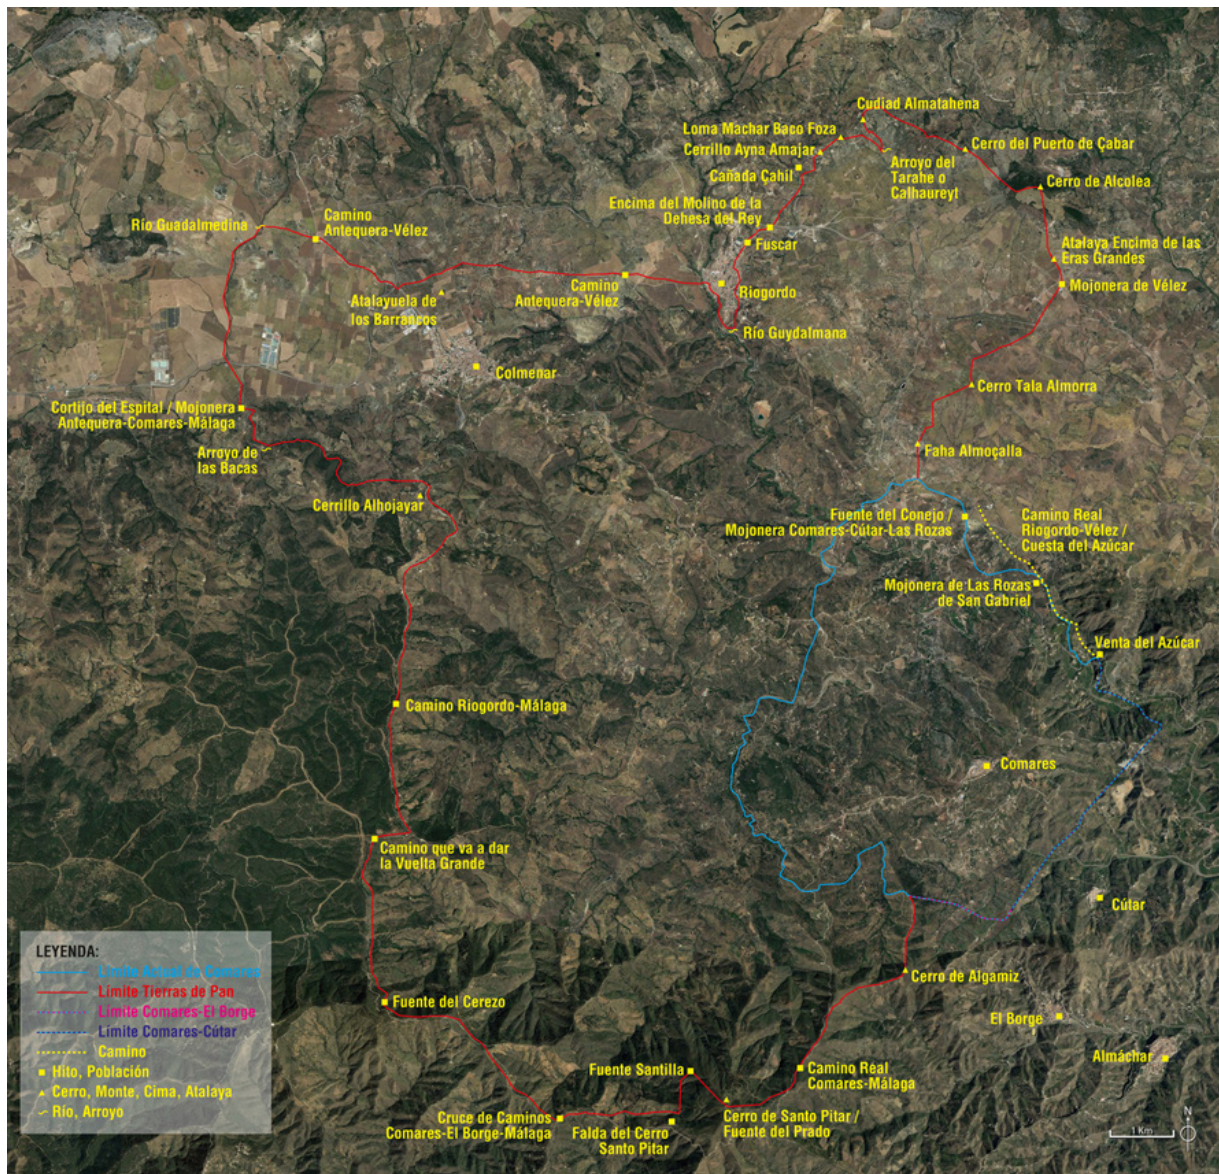 Cudiad Almatahena
Loma Machar Baco Foza
Cerrillo Ayna Amajar
Cañada Çahil
Arroyo del
Tarahe o
Calhaureyt
Cerro del Puerto de Çabar
Cerro de Alcolea
Encima del Molino de la
Dehesa del Rey
Fuscar
Río Guadalmedina
Camino
Antequera-Vélez
Atalaya Encima de las
Eras Grandes
Mojonera de Vélez
Atalayuela de
los Barrancos
Camino
Antequera-Vélez
Riogordo
Río Guydalmana
Colmenar
Cerro Tala Almorra
Cortijo del Espital / Mojonera
Antequera-Comares-Málaga
Arroyo de
las Bacas
Faha Almoçalla
Cerrillo Alhojayar
Fuente del Conejo /
Mojonera Comares-Cútar-Las Rozas
Camino Real
Riogordo-Vélez /
Cuesta del Azúcar
Mojonera de Las Rozas
de San Gabriel
Venta del Azúcar
Camino Riogordo-Málaga
Comares
Camino que va a dar
la Vuelta Grande
Cútar
Cerro de Algamiz
Fuente del Cerezo
El Borge
Almáchar
Fuente Santilla
Camino Real
Comares-Málaga
Cruce de Caminos
Comares-El Borge-Málaga
Falda del Cerro
Santo Pitar
Cerro de Santo Pitar /
Fuente del Prado
LEYENDA:
Límite Actual de Comares
Límite Tierras de Pan
Límite Comares-El Borge
Límite Comares-Cútar
Camino
Hito, Población
Cerro, Monte, Cima, Atalaya
Río, Arroyo
N
1 Km